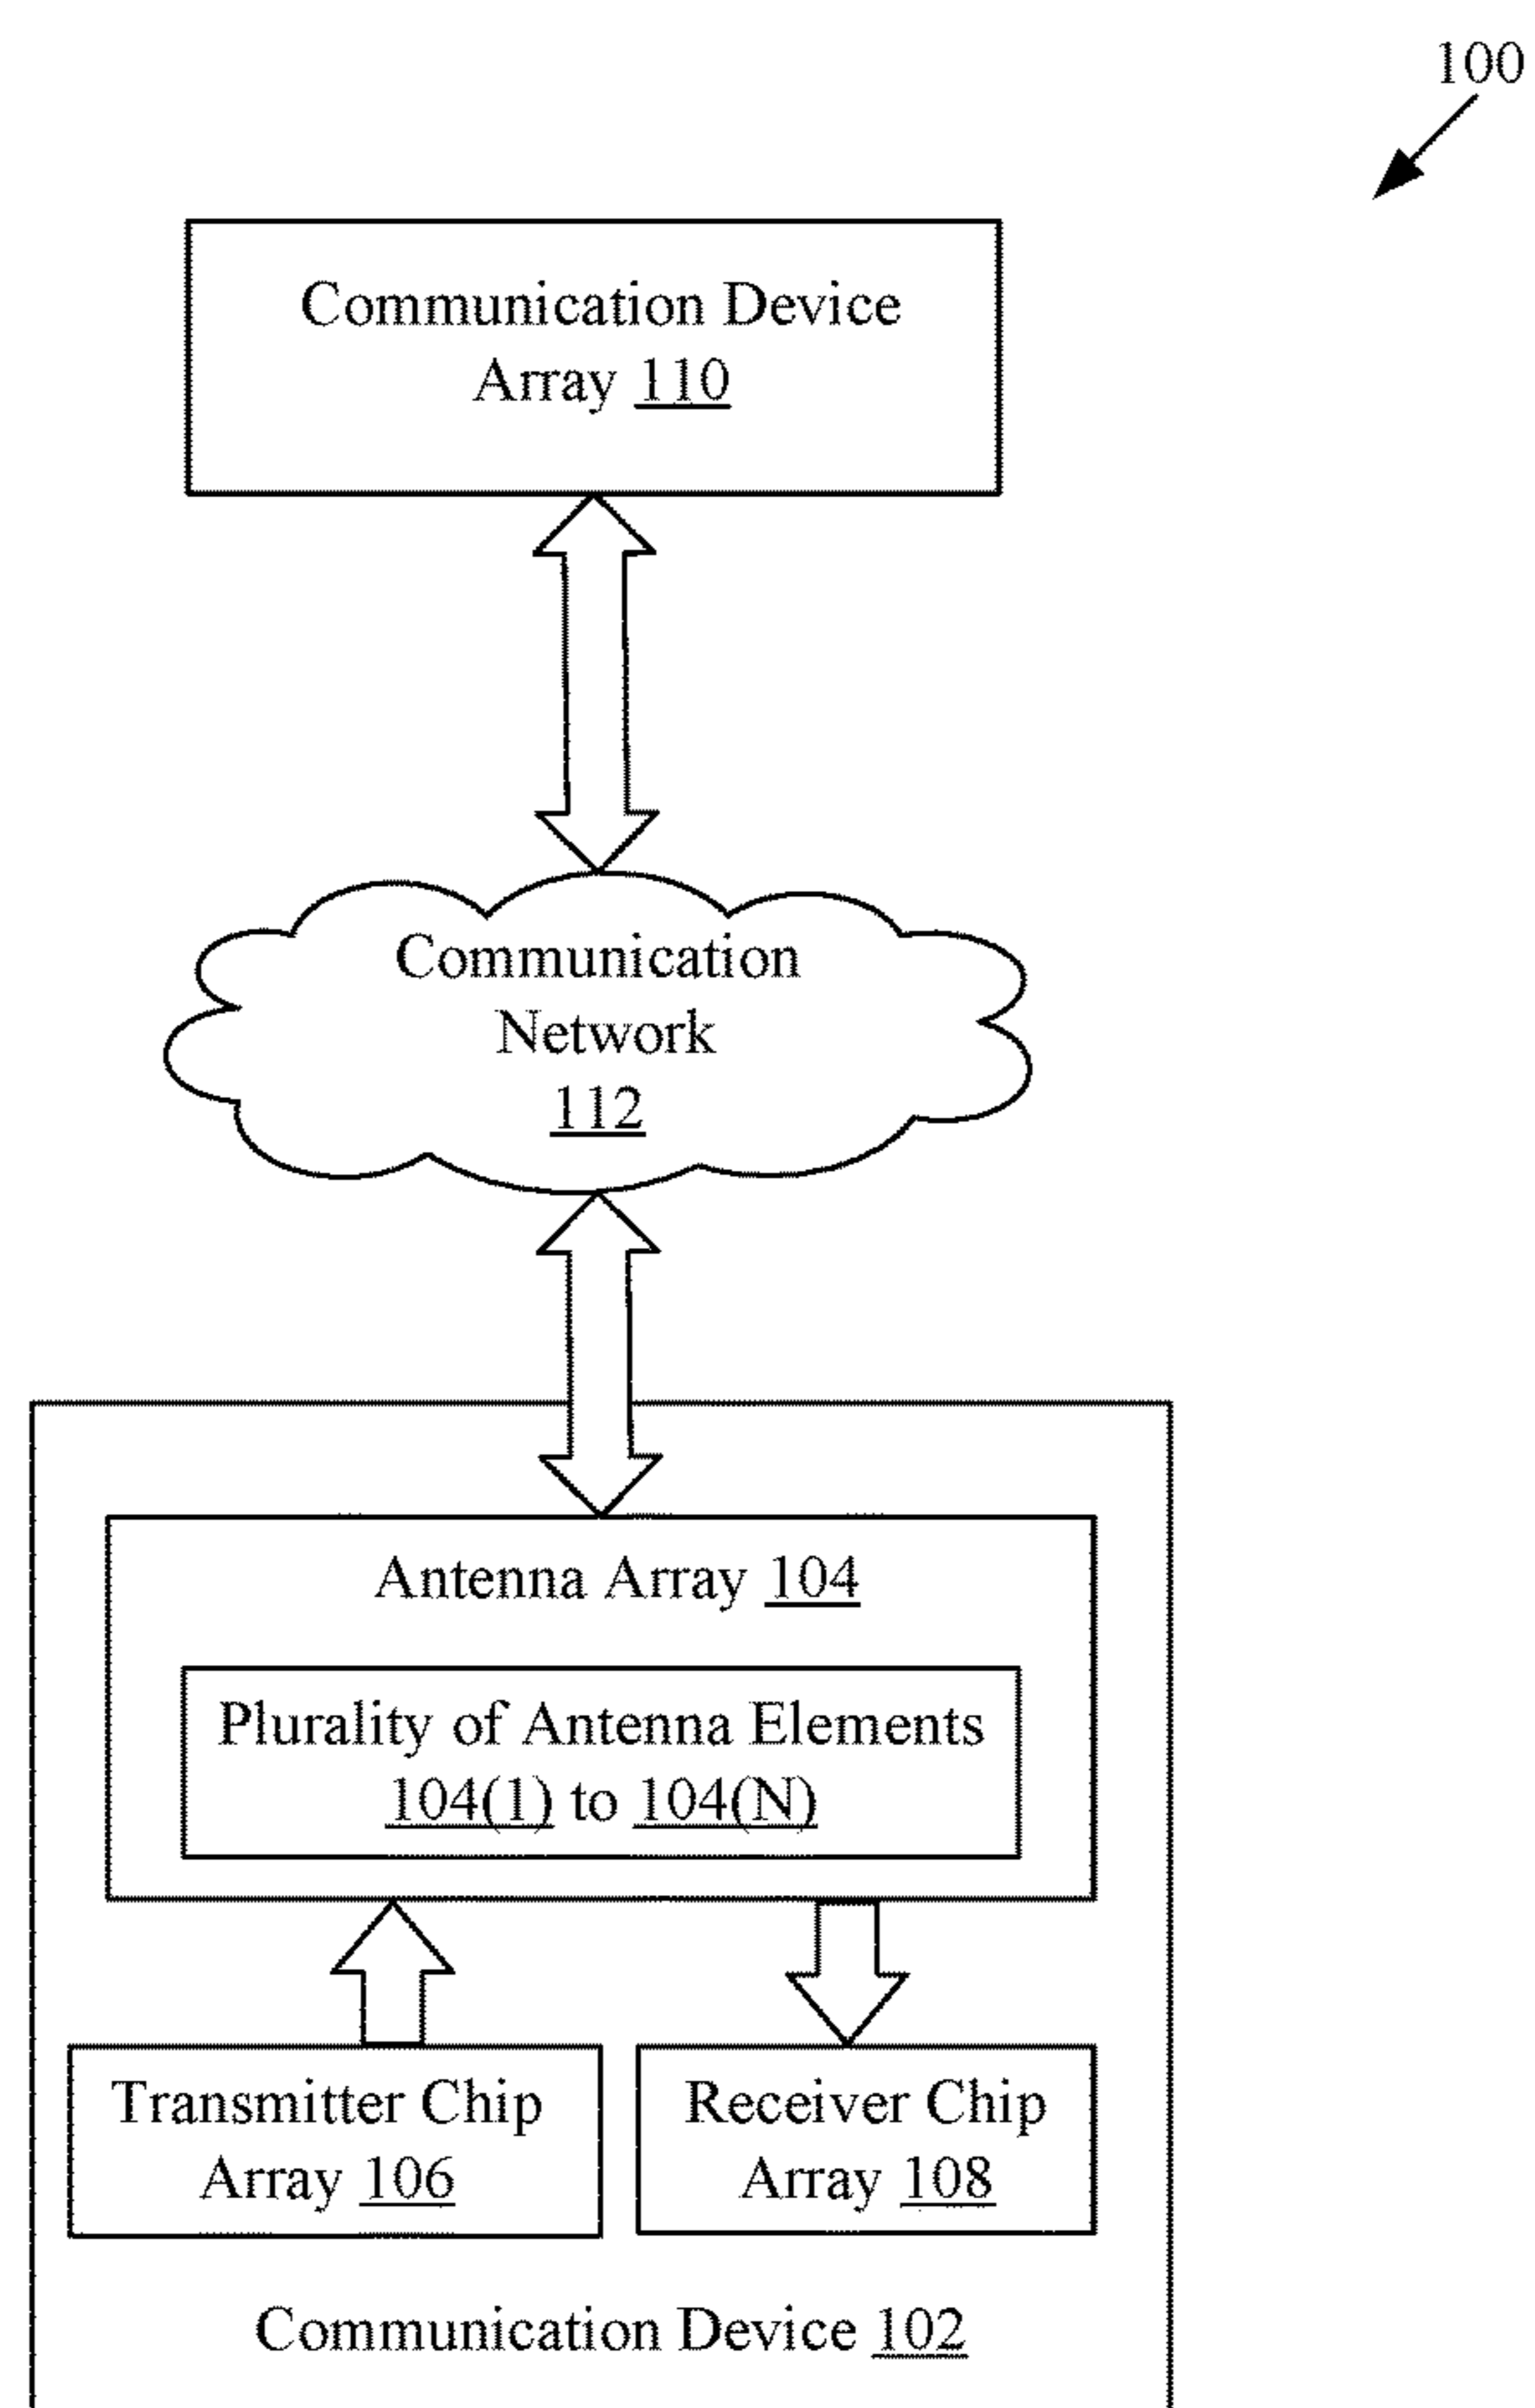 100
Communication Device
Array 110
Communication
Network
112
Antenna Array 104
Plurality of Antenna Elements
104(1) to 104(N)
Transmitter Chip
Array 106
Receiver Chip
Array 108
Communication Device 102